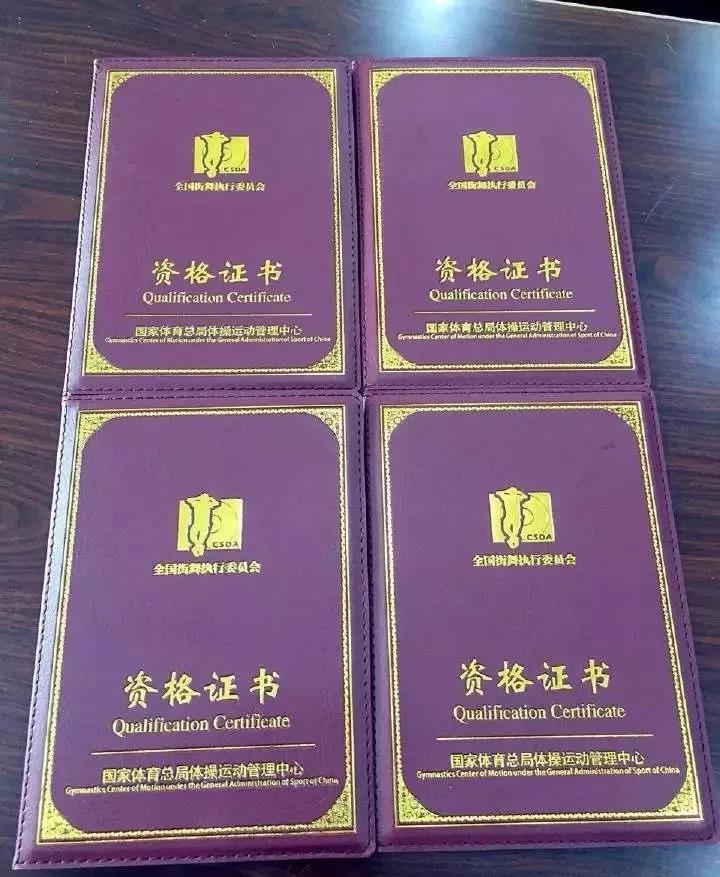 CSDA
全国街舞执行委员会
资格证书
Qualification Certificate
国家体育总局体操运动管理中心
Gymnastics Center of Motion under the General Administration of Sport of China
CSDA
全国街舞执行委员会
资格证书
Qualification Certificate
国家体育总局体操运动管理中心
Gymnastics Center of Motion under the General Administration of Sport of China
CSDA
全国街舞执行委员会
资格证书
Qualification Certificate
国家体育总局体操运动管理中心
Gymnastics Center of Motion under the General Administration of Sport of China
CSDA
全国街舞执行委员会
资格证书
Qualification Certificate
国家体育总局体操运动管理中心
Gymnastics Center of Motion under the General Administration of Sport of China